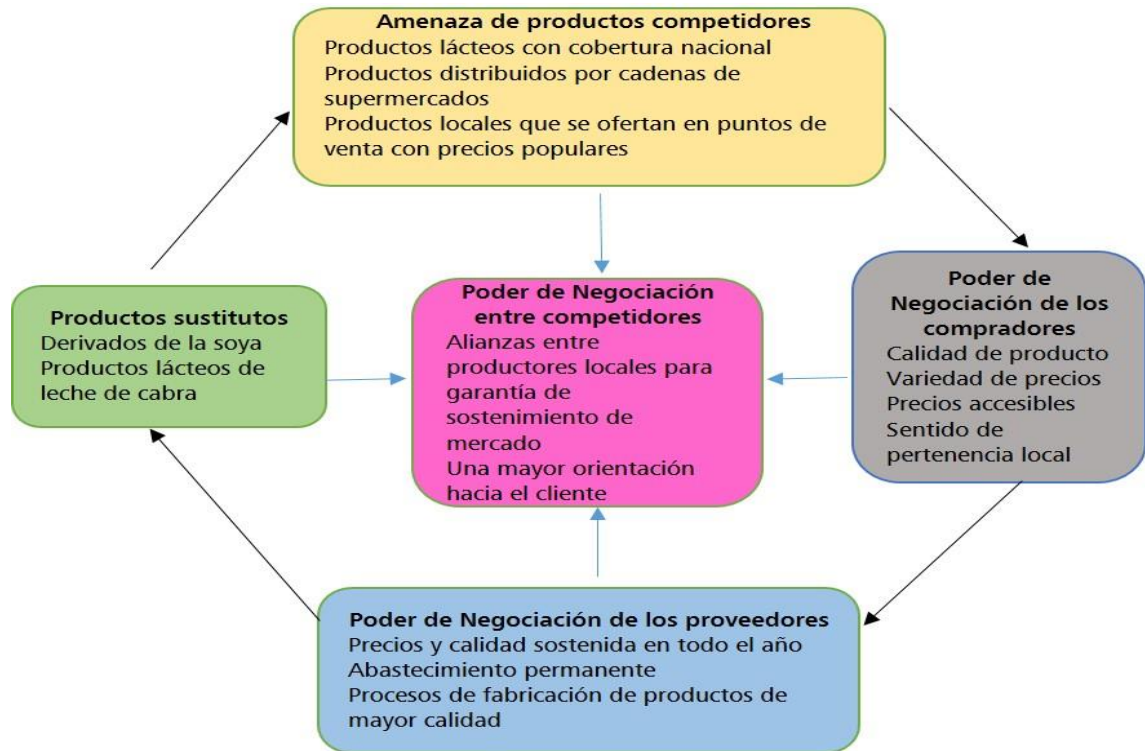 Amenaza de productos competidores
Productos lácteos con cobertura nacional
Productos distribuidos por cadenas de
supermercados
Productos locales que se ofertan en puntos de
venta con precios populares
Productos sustitutos
Derivados de la soya
Productos lácteos de
leche de cabra
Poder de Negociación
entre competidores
Alianzas entre
productores locales para
garantía de
sostenimiento de
mercado
Una mayor orientación
hacia el cliente
Poder de
Negociación de los
compradores
Calidad de producto
Variedad de precios
Precios accesibles
Sentido de
pertenencia local
Poder de Negociación de los proveedores
Precios y calidad sostenida en todo el año
Abastecimiento permanente
Procesos de fabricación de productos de
mayor calidad